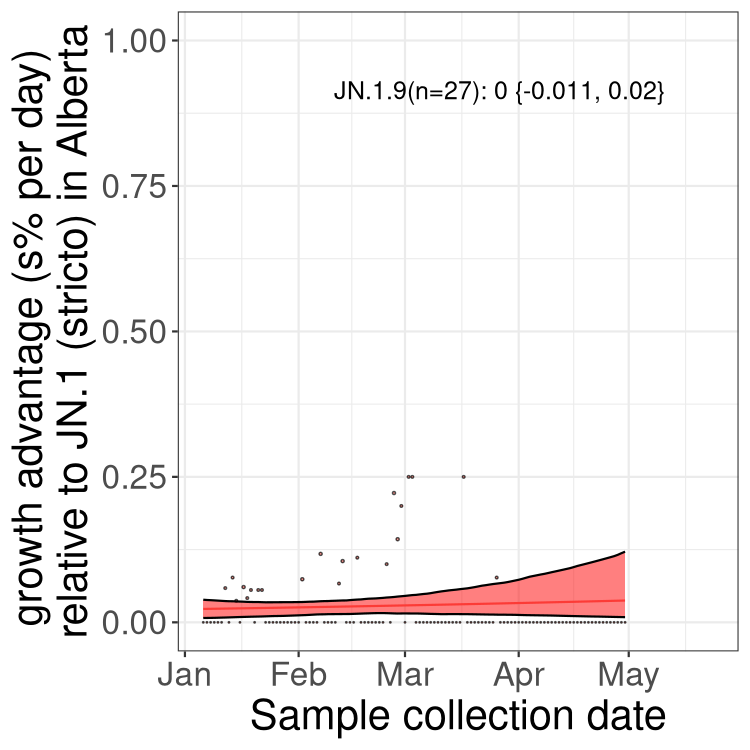 growth advantage (s% per day)
relative to JN.1 (stricto) in Alberta
1.00
0.75
0.50
0.25
0.00
JN.1.9(n=27): 0 {-0.011, 0.02}
Jan Feb Mar Apr May
Sample collection date